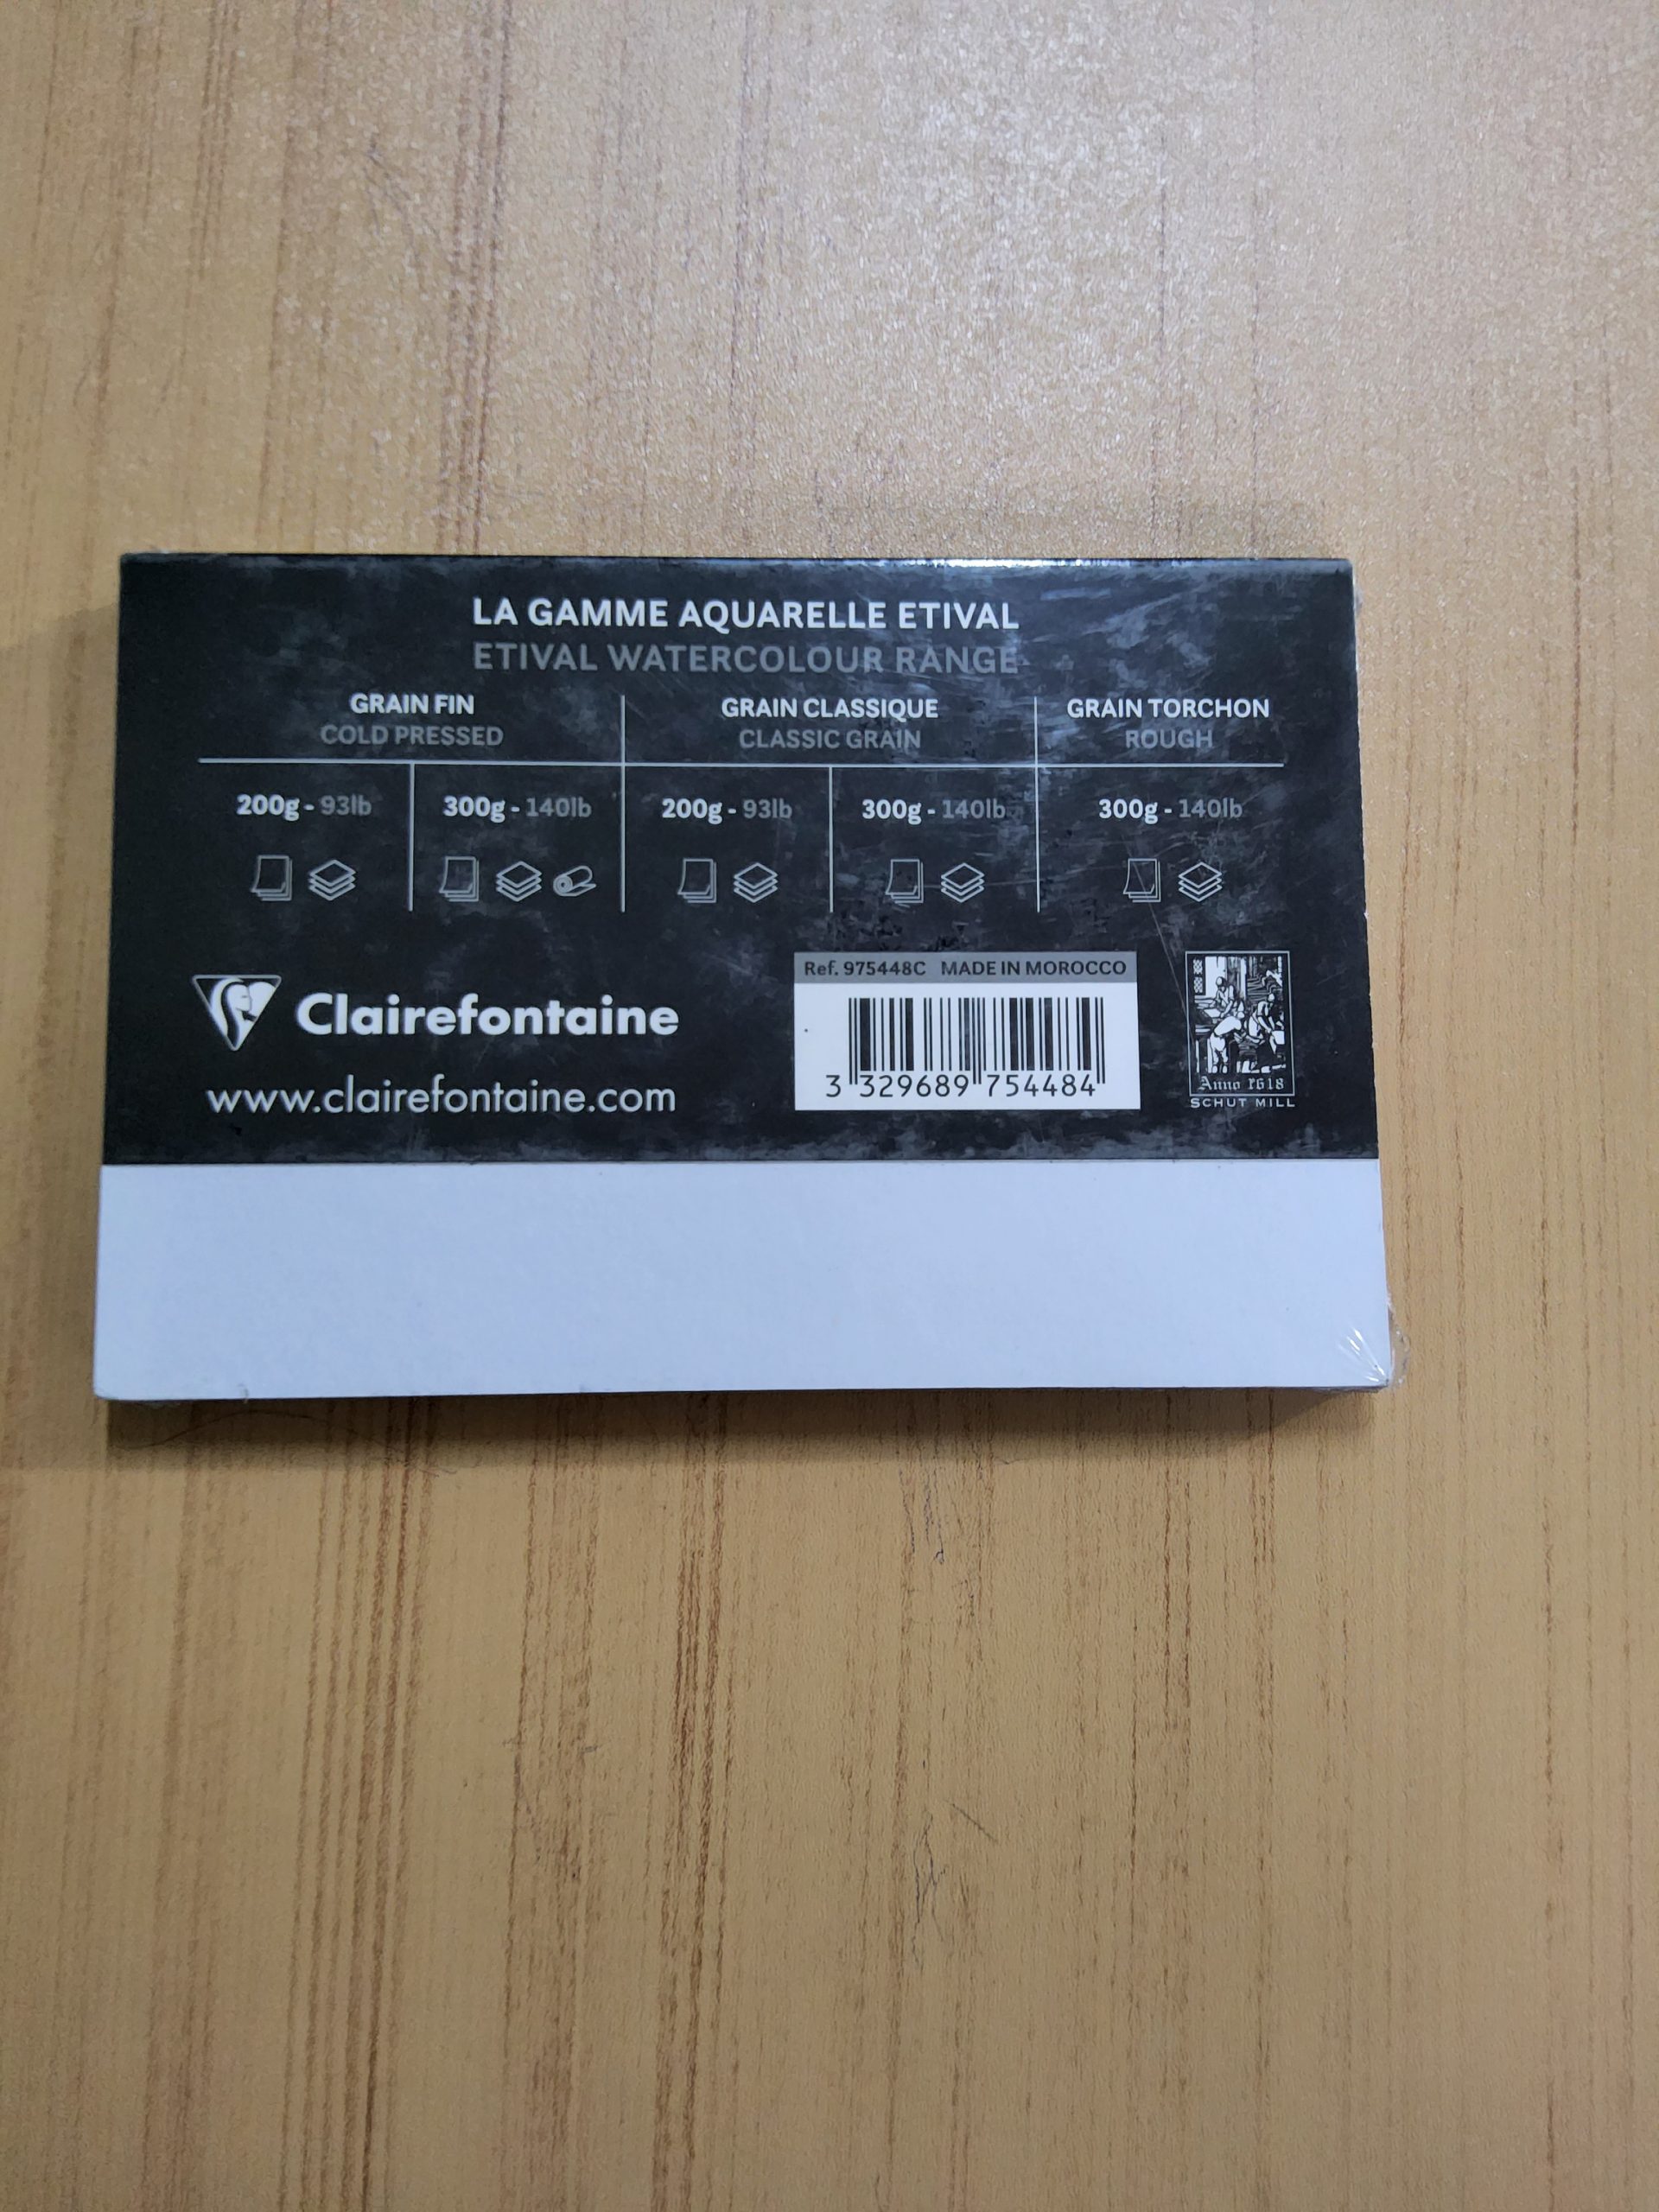 LA GAMME AQUARELLE ETIVAL
ETIVAL WATERCOLOUR RANGE
GRAIN FIN
COLD PRESSED
GRAIN CLASSIQUE
CLASSIC GRAIN
GRAIN TORCHON
ROUGH
200g - 93lb
300g - 140lb
200g - 93lb
300g - 140lb
300g - 140lb
Clairefontaine
www.clairefontaine.com
Ref. 975448C MADE IN MOROCCO
3 329689 754484
Anno 1618
SCHUT MILL